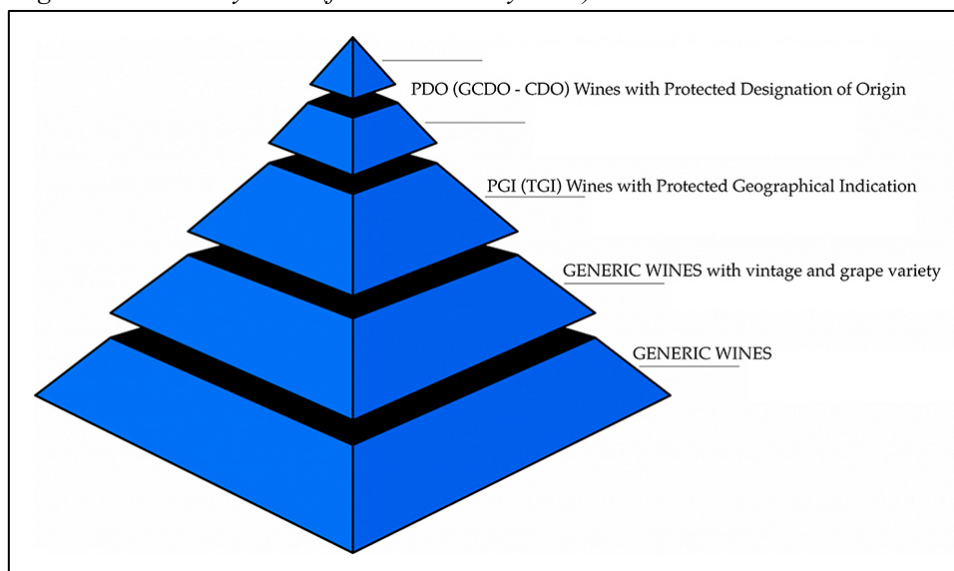 PDO (GCDO - CDO) Wines with Protected Designation of Origin
PGI (TGI) Wines with Protected Geographical Indication
GENERIC WINES with vintage and grape variety
GENERIC WINES